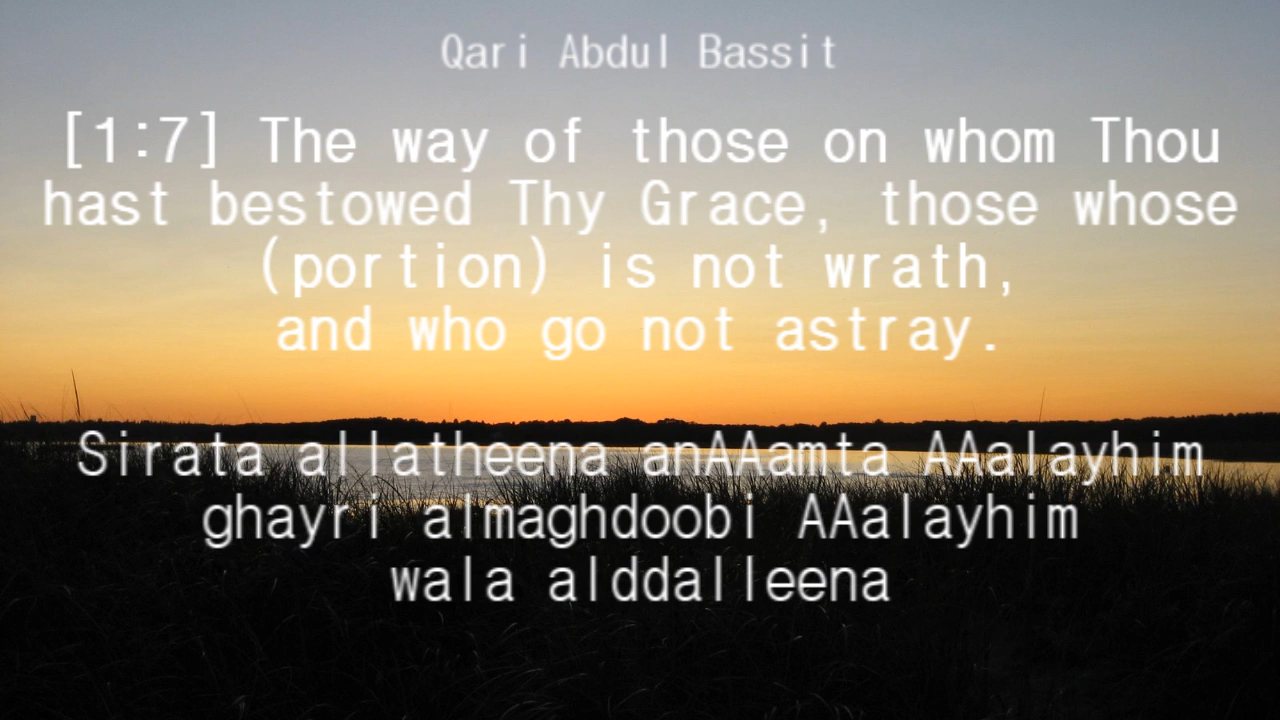 Qari Abdul Bassit
[1:7] The way of those on whom Thou
hast bestowed Thy Grace, those whose
(portion) is not wrath,
and who go not astray.
Sirata allatheena anAAamta AAalayhim
ghayri almaghdoobi AAalayhim
wala alddalleena